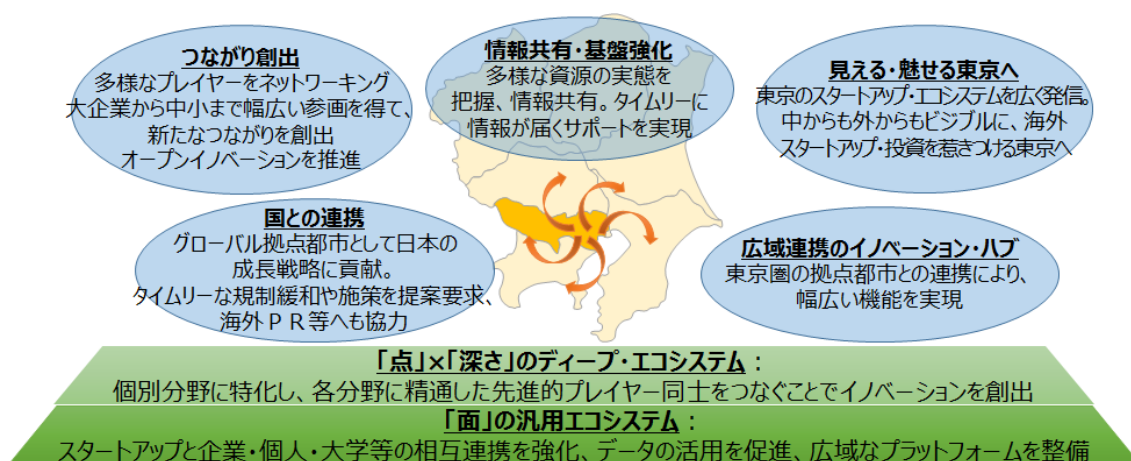 つながり創出
多様なプレイヤーをネットワーキング
大企業から中小まで幅広い参画を得て、
新たなつながりを創出
オープンイノベーションを推進
情報共有・基盤強化
多様な資源の実態を
把握、情報共有。タイムリーに
情報が届くサポートを実現
見える・魅せる東京へ
東京のスタートアップ・エコシステムを広く発信。
中からも外からもビジブルに、海外
スタートアップ・投資を惹きつける東京へ
国との連携
グローバル拠点都市として日本の
成長戦略に貢献。
タイムリーな規制緩和や施策を提案要求、
海外ＰＲ等へも協力
広域連携のイノベーション・ハブ
東京圏の拠点都市との連携により、
幅広い機能を実現
「点」×「深さ」のディープ・エコシステム：
個別分野に特化し、各分野に精通した先進的プレイヤー同士をつなぐことでイノベーションを創出
「面」の汎用エコシステム：
スタートアップと企業・個人・大学等の相互連携を強化、データの活用を促進、広域なプラットフォームを整備